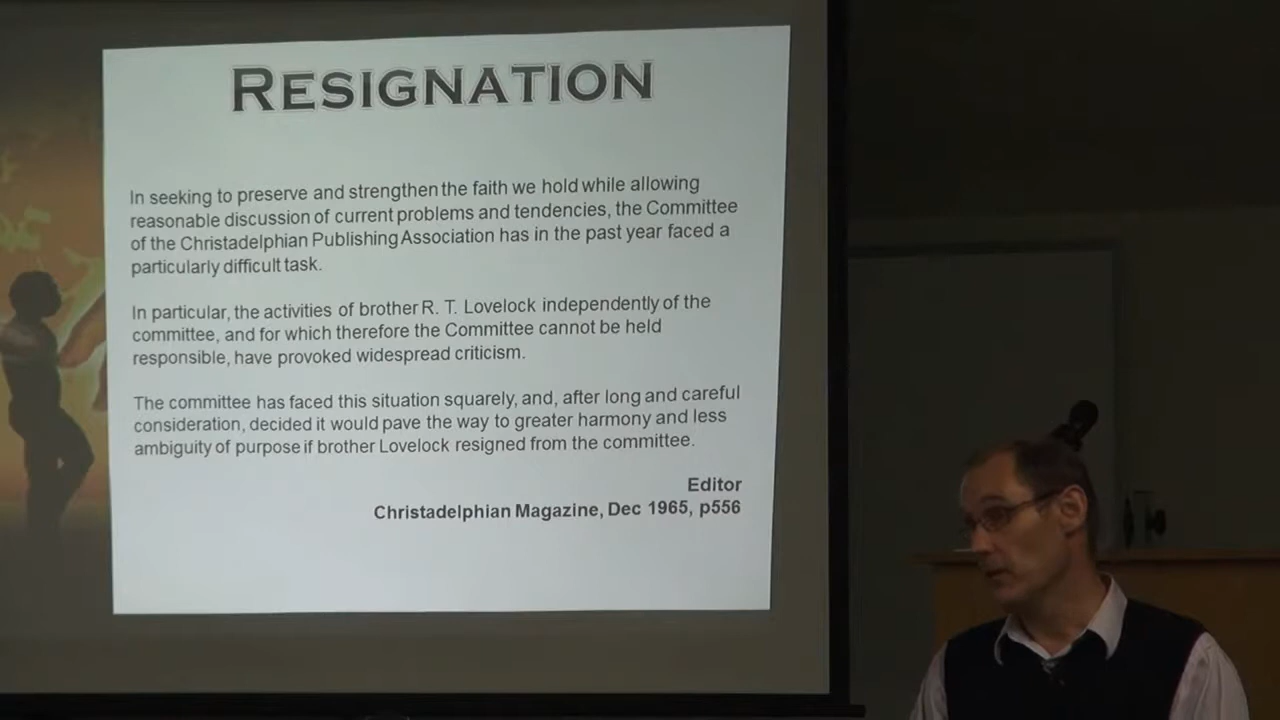 RESIGNATION
In seeking to preserve and strengthen the faith we hold while allowing
reasonable discussion of current problems and tendencies, the Committee
of the Christadelphian Publishing Association has in the past year faced a
particularly difficult task.
In particular, the activities of brother R. T. Lovelock independently of the
committee, and for which therefore the Committee cannot be held
responsible, have provoked widespread criticism.
The committee has faced this situation squarely, and, after long and careful
consideration, decided it would pave the way to greater harmony and less
ambiguity of purpose if brother Lovelock resigned from the committee.
Editor
Christadelphian Magazine, Dec 1965, p556